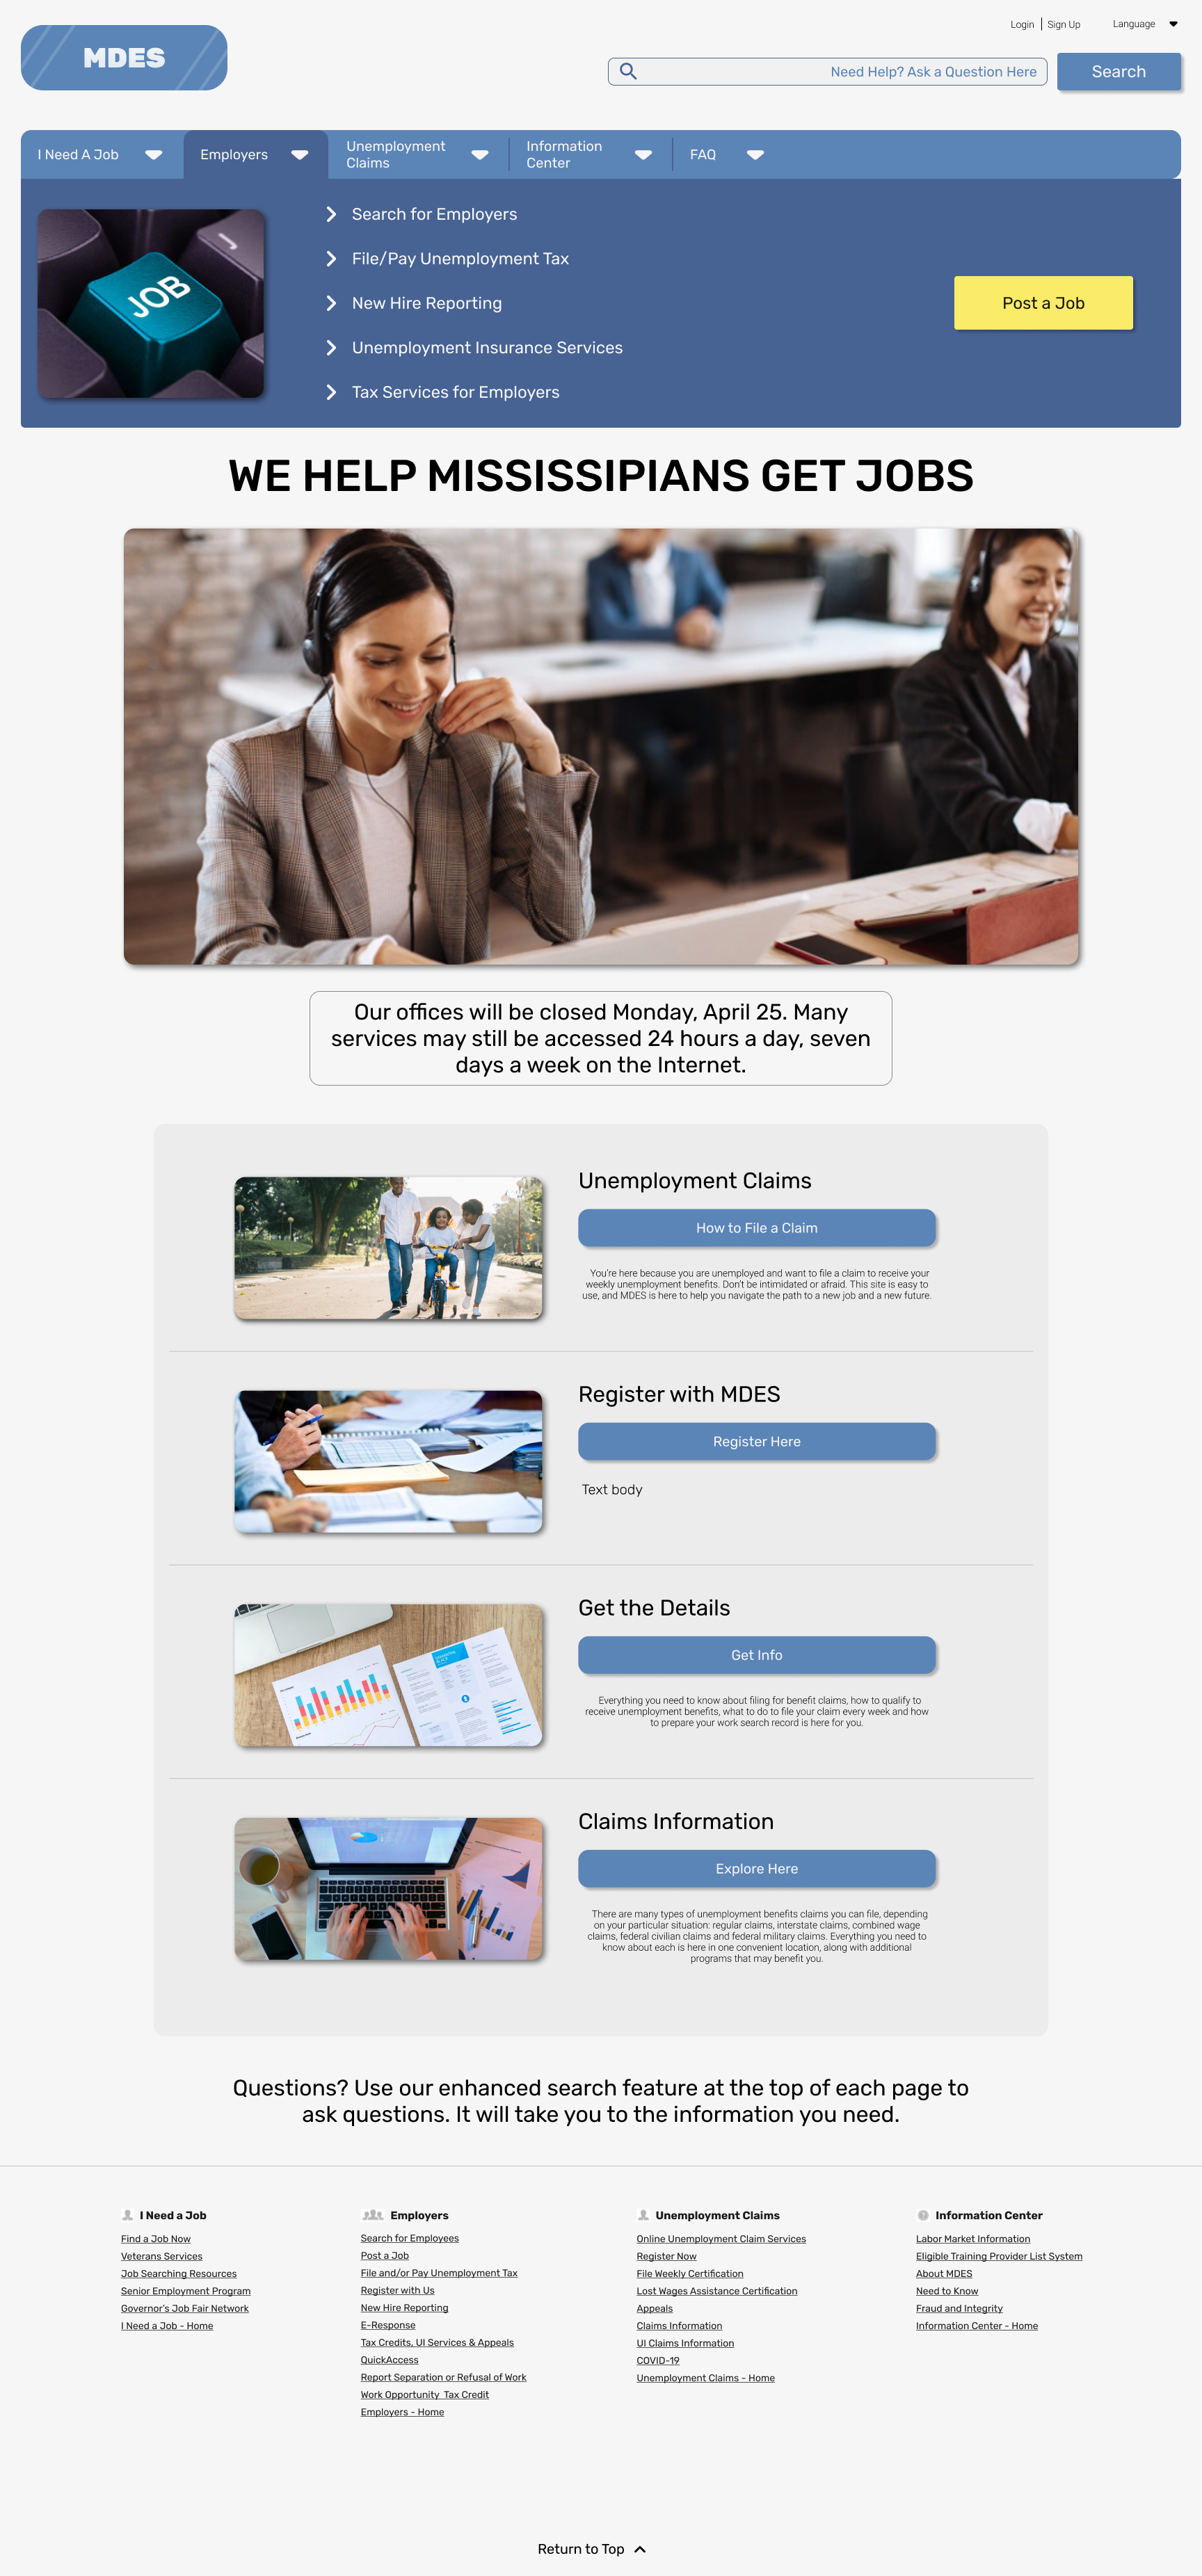 Login | Sign Up
Language
MDES
Need Help? Ask a Question Here
Search
I Need A Job
Employers
Unemployment
Claims
Information
Center
FAQ
JOB
Search for Employers
File/Pay Unemployment Tax
New Hire Reporting
Unemployment Insurance Services
Tax Services for Employers
Post a Job
WE HELP MISSISSIPIANS GET JOBS
Our offices will be closed Monday, April 25. Many
services may still be accessed 24 hours a day, seven
days a week on the Internet.
Unemployment Claims
How to File a Claim
You're here because you are unemployed and want to file a claim to receive your
weekly unemployment benefits. Don't be intimidated or afraid. This site is easy to
use, and MDES is here to help you navigate the path to a new job and a new future.
Register with MDES
Register Here
Text body
Get the Details
Get Info
Everything you need to know about filing for benefit claims, how to qualify to
receive unemployment benefits, what to do to file your claim every week and how
to prepare your work search record is here for you.
Claims Information
Explore Here
There are many types of unemployment benefits claims you can file, depending
on your particular situation: regular claims, interstate claims, combined wage
claims, federal civilian claims and federal military claims. Everything you need to
know about each is here in one convenient location, along with additional
programs that may benefit you.
Questions? Use our enhanced search feature at the top of each page to
ask questions. It will take you to the information you need.
I Need a Job
Find a Job Now
Veterans Services
Job Searching Resources
Senior Employment Program
Governor's Job Fair Network
I Need a Job - Home
Employers
Search for Employees
Post a Job
File and/or Pay Unemployment Tax
Register with Us
New Hire Reporting
E-Response
Tax Credits, UI Services & Appeals
QuickAccess
Report Separation or Refusal of Work
Work Opportunity  Tax Credit
Employers - Home
Unemployment Claims
Online Unemployment Claim Services
Register Now
File Weekly Certification
Lost Wages Assistance Certification
Appeals
Claims Information
UI Claims Information
COVID-19
Unemployment Claims - Home
Information Center
Labor Market Information
Eligible Training Provider List System
About MDES
Need to Know
Fraud and Integrity
Information Center - Home
Return to Top